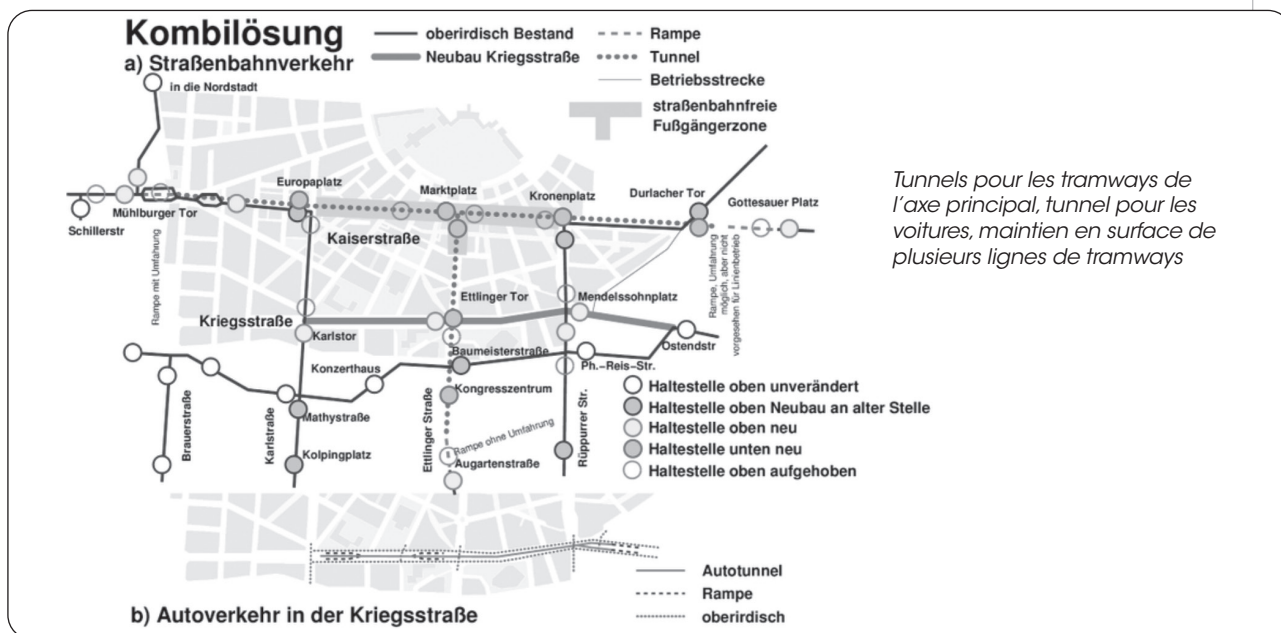 Kombilösung
a) Straßenbahnverkehr
oberirdisch Bestand
Neubau Kriegsstraße
Rampe
Tunnel
Betriebsstrecke
straßenbahnfreie
Fußgängerzone
in die Nordstadt
Europaplatz
Marktplatz
Kronenplatz
Durlacher Tor
Gottesauer Platz
Mühlburger Tor
Schillerstr
Kaiserstraße
Rampe mit Umfahrung
Rampe, Umfahrung
möglich, aber nicht
vorgesehen für Linienbetrieb
Ettlinger Tor
Mendelssohnplatz
Kriegsstraße
Karlstor
Ostendstr
Baumeisterstraße
Konzerthaus
Ph.-Reis-Str.
Kongresszentrum
Brauerstraße
Karlstraße
Mathystraße
Ettlinger Straße
Rampe ohne Umfahrung
Rüppurrer Str.
Kolpingplatz
Augartenstraße
Haltestelle oben unverändert
Haltestelle oben Neubau an alter Stelle
Haltestelle oben neu
Haltestelle unten neu
Haltestelle oben aufgehoben
Autotunnel
Rampe
oberirdisch
b) Autoverkehr in der Kriegsstraße
Tunnels pour les tramways de
l'axe principal, tunnel pour les
voitures, maintien en surface de
plusieurs lignes de tramways